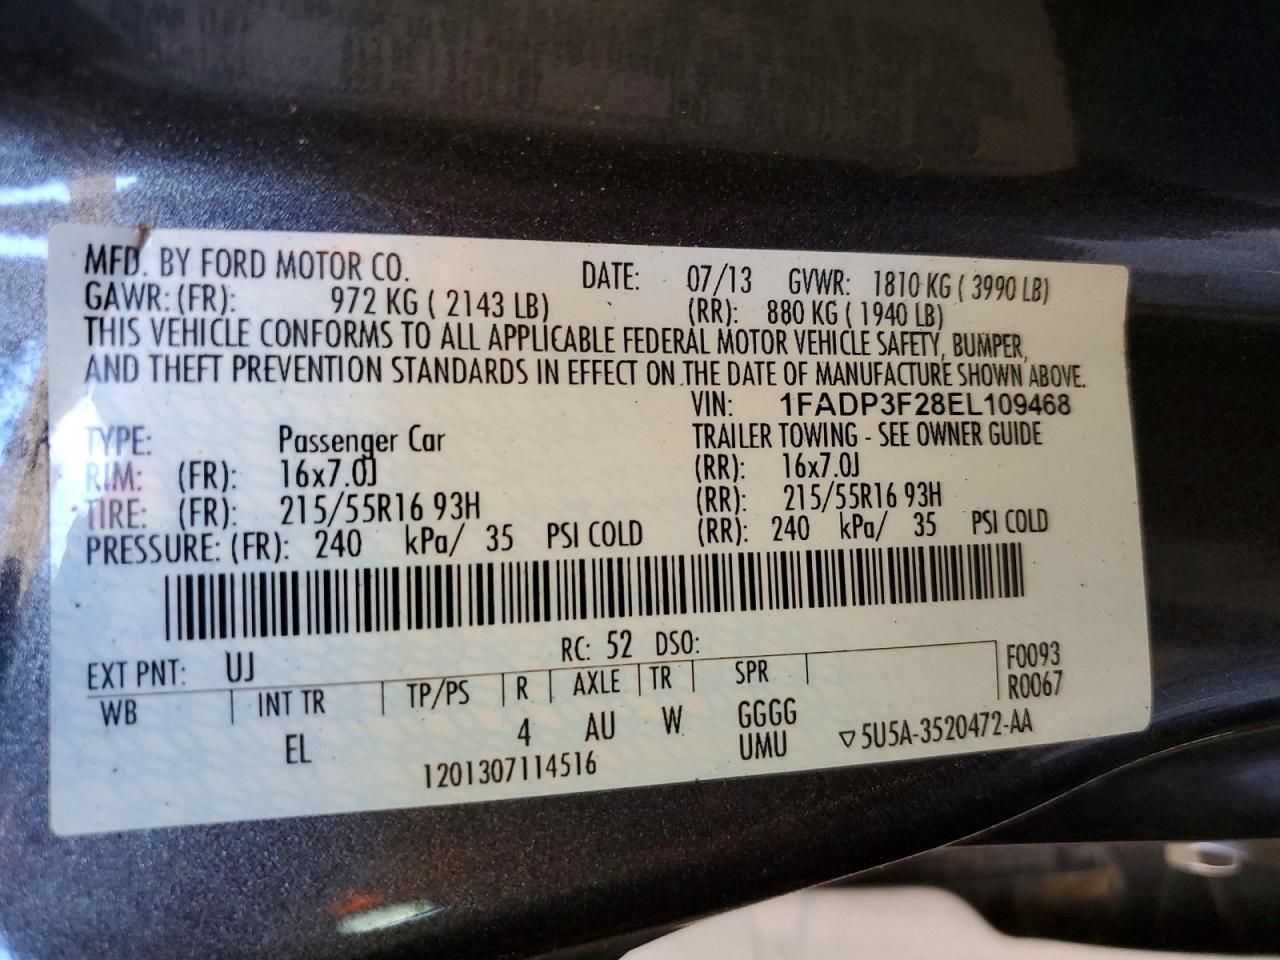 MFD. BY FORD MOTOR CO. DATE: 07/13 GVWR: 1810 KG ( 3990 LB)
GAWR: (FR): 972 KG ( 2143 LB) (RR): 880 KG ( 1940 LB)
THIS VEHICLE CONFORMS TO ALL APPLICABLE FEDERAL MOTOR VEHICLE SAFETY, BUMPER,
AND THEFT PREVENTION STANDARDS IN EFFECT ON THE DATE OF MANUFACTURE SHOWN ABOVE.
VIN: 1FADP3F28EL109468
TYPE: Passenger Car TRAILER TOWING - SEE OWNER GUIDE
RIM: (FR): 16x7.0J (RR): 16x7.0J
TIRE: (FR): 215/55R16 93H (RR): 215/55R16 93H
PRESSURE: (FR): 240 kPa/ 35 PSI COLD (RR): 240 kPa/ 35 PSI COLD
EXT PNT: UJ RC: 52 DSO: F0093
WB INT TR TP/PS R AXLE TR SPR R0067
EL 4 AU W GGGG
1201307114516 UMU ▽5U5A-3520472-AA